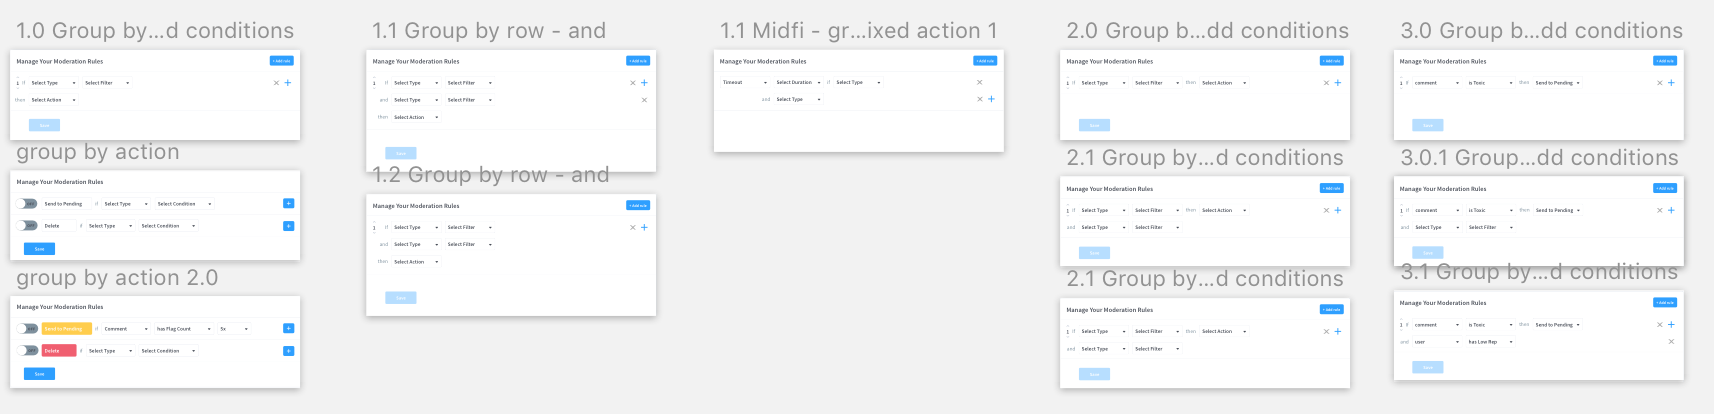 1.0 Group by...d conditions
Manage Your Moderation Rules
+ Add rule
1 if Select Type Select Filter
then Select Action
Save
group by action
Manage Your Moderation Rules
OFF Send to Pending if Select Type Select Condition +
OFF Delete if Select Type Select Condition +
Save
group by action 2.0
Manage Your Moderation Rules
OFF Send to Pending if Comment has Flag Count 5x +
OFF Delete if Select Type Select Condition +
Save
1.1 Group by row - and
Manage Your Moderation Rules
+ Add rule
1 if Select Type Select Filter
and Select Type Select Filter
then Select Action
Save
1.2 Group by row - and
Manage Your Moderation Rules
+ Add rule
1 if Select Type Select Filter
and Select Type Select Filter
then Select Action
Save
1.1 Midfi - gr...ixed action 1
Manage Your Moderation Rules
+ Add rule
Timeout Select Duration if Select Type
and Select Type
2.0 Group b...dd conditions
Manage Your Moderation Rules
+ Add rule
1 if Select Type Select Filter then Select Action
Save
2.1 Group by...d conditions
Manage Your Moderation Rules
+ Add rule
1 if Select Type Select Filter then Select Action
and Select Type Select Filter
Save
2.1 Group by...d conditions
Manage Your Moderation Rules
+ Add rule
1 if Select Type Select Filter then Select Action
and Select Type Select Filter
Save
3.0 Group b...dd conditions
Manage Your Moderation Rules
+ Add rule
1 if comment is Toxic then Send to Pending
Save
3.0.1 Group...dd conditions
Manage Your Moderation Rules
+ Add rule
1 if comment is Toxic then Send to Pending
and Select Type Select Filter
Save
3.1 Group by...d conditions
Manage Your Moderation Rules
+ Add rule
1 if comment is Toxic then Send to Pending
and user has Low Rep
Save